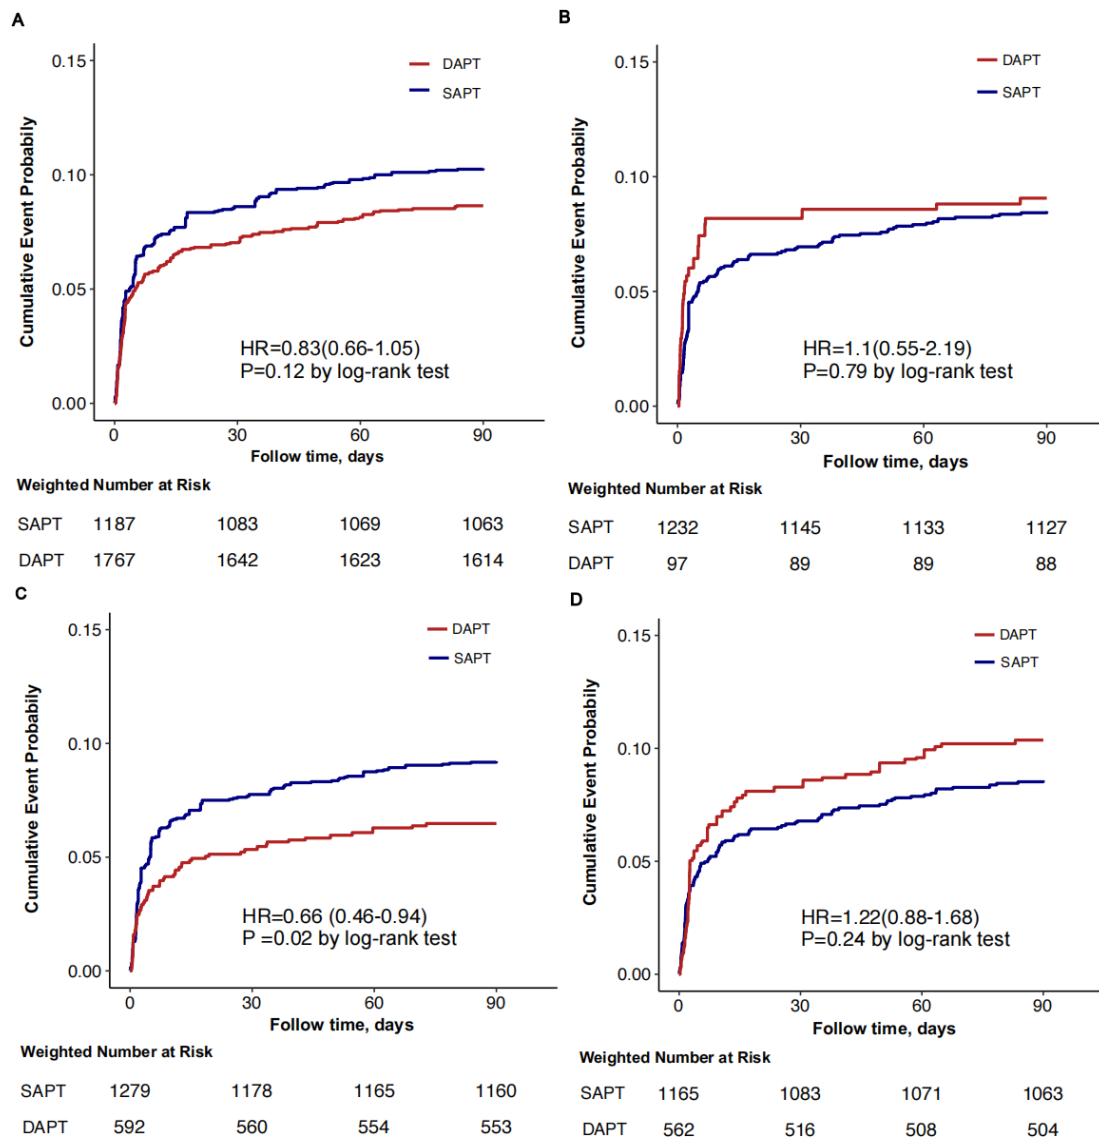 A
0.15
0.10
0.05
0.00
Cumulative Event Probabily
DAPT
SAPT
HR=0.83(0.66-1.05)
P=0.12 by log-rank test
0 30 60 90
Follow time, days
Weighted Number at Risk
SAPT 1187 1083 1069 1063
DAPT 1767 1642 1623 1614
B
0.15
0.10
0.05
0.00
Cumulative Event Probabily
DAPT
SAPT
HR=1.1(0.55-2.19)
P=0.79 by log-rank test
0 30 60 90
Follow time, days
Weighted Number at Risk
SAPT 1232 1145 1133 1127
DAPT 97 89 89 88
C
0.15
0.10
0.05
0.00
Cumulative Event Probabily
DAPT
SAPT
HR=0.66 (0.46-0.94)
P =0.02 by log-rank test
0 30 60 90
Follow time, days
Weighted Number at Risk
SAPT 1279 1178 1165 1160
DAPT 592 560 554 553
D
0.15
0.10
0.05
0.00
Cumulative Event Probabily
DAPT
SAPT
HR=1.22(0.88-1.68)
P=0.24 by log-rank test
0 30 60 90
Follow time, days
Weighted Number at Risk
SAPT 1165 1083 1071 1063
DAPT 562 516 508 504